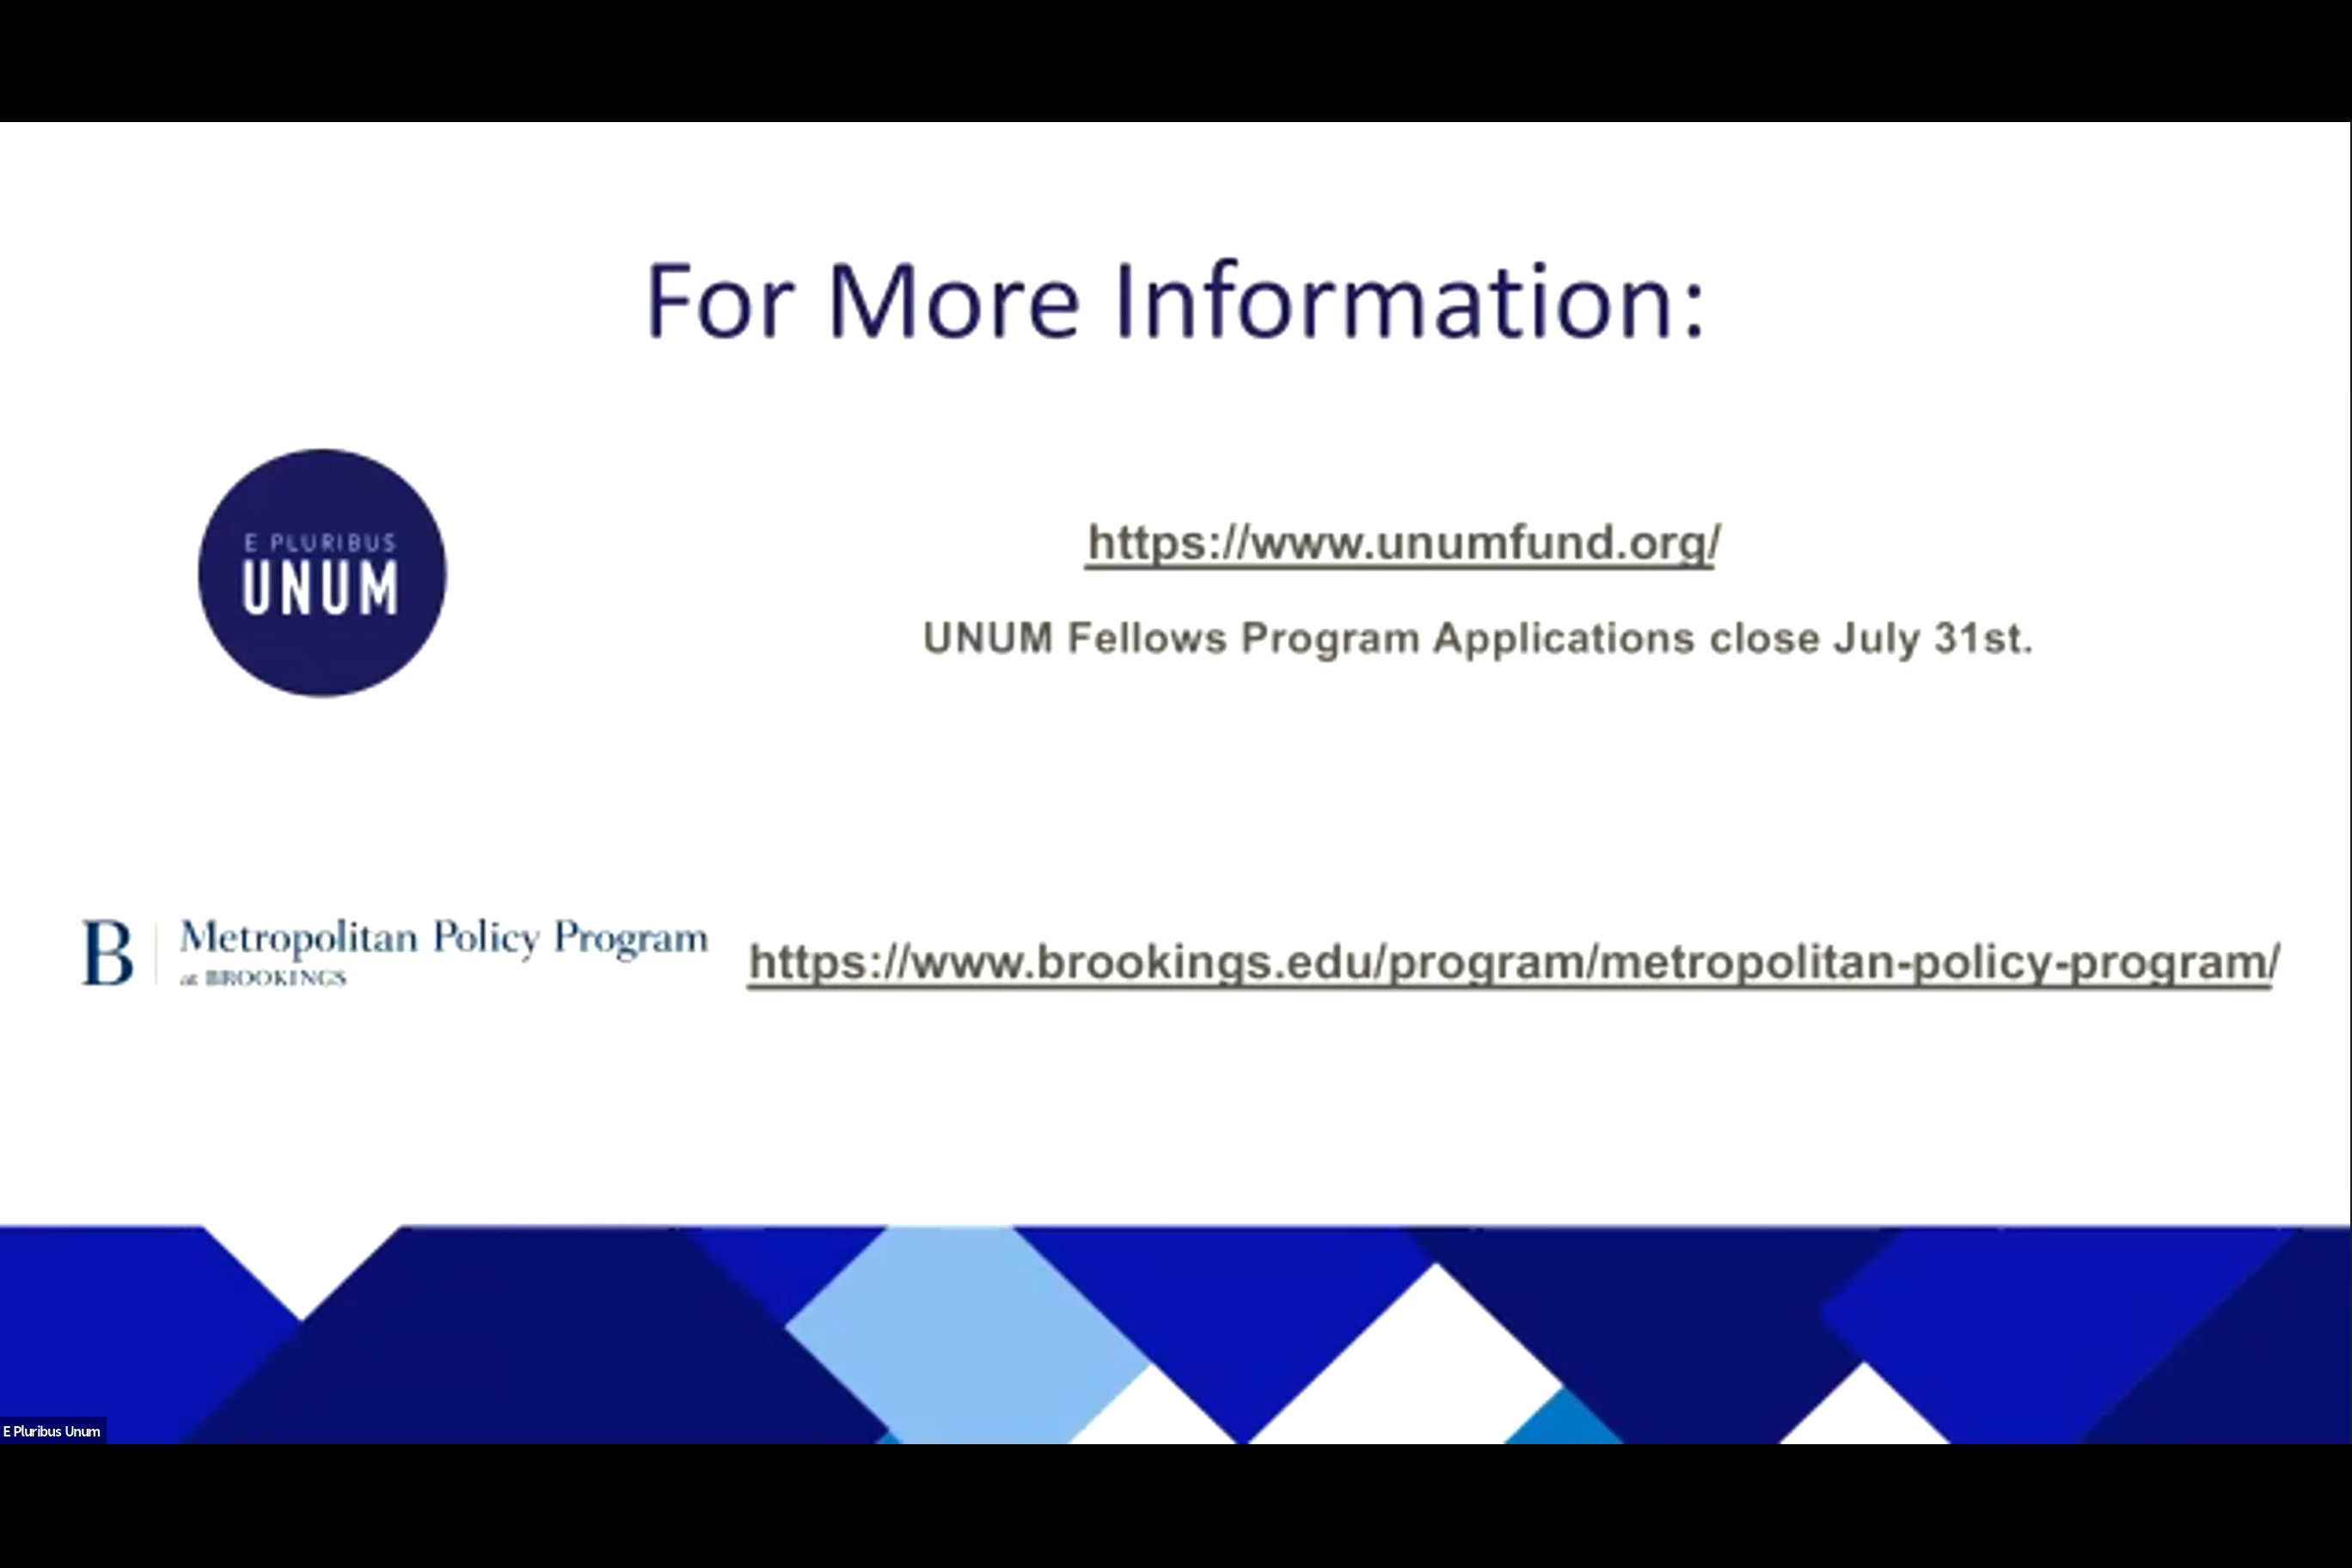 For More Information:
E PLURIBUS
UNUM
https://www.unumfund.org/
UNUM Fellows Program Applications close July 31st.
B
Metropolitan Policy Program
at BROOKINGS
https://www.brookings.edu/program/metropolitan-policy-program/
E Pluribus Unum